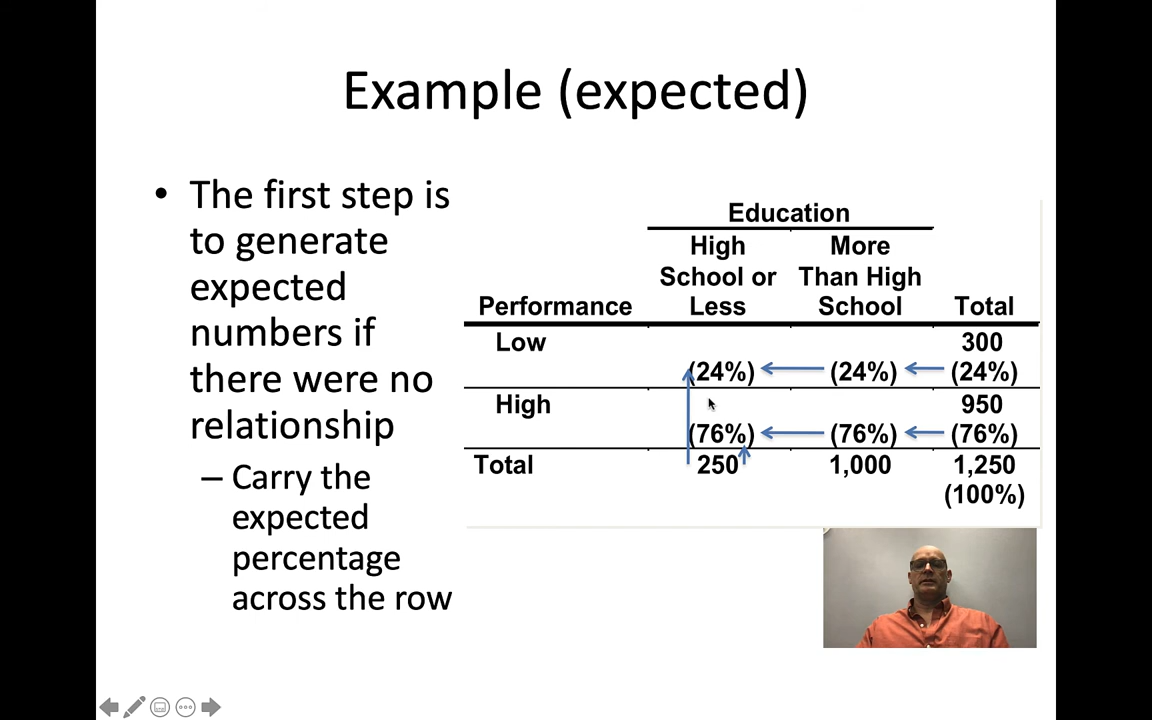 Example (expected)
• The first step is
to generate
expected
numbers if
there were no
relationship
– Carry the
expected
percentage
across the row
Education
High School or Less
More Than High School
Performance
Total
Low
300
(24%) (24%) (24%)
High
950
(76%) (76%) (76%)
Total 250 1,000 1,250
(100%)